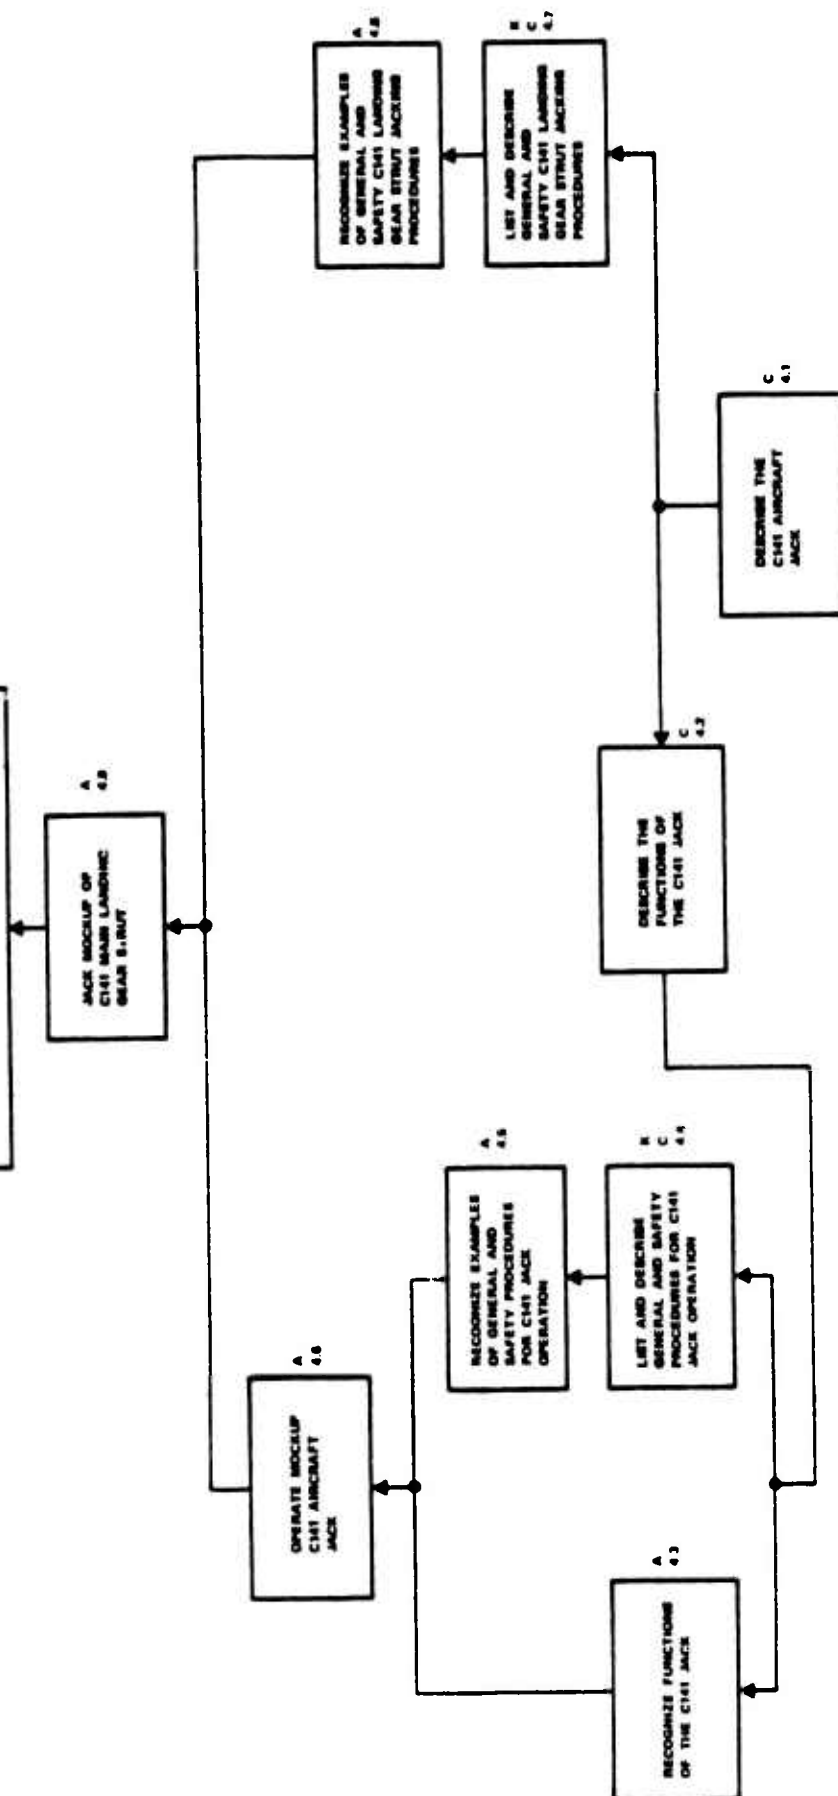 JACK MOCKUP OF
C141 MAIN LANDING
GEAR STRUT
A
4.9
OPERATE MOCKUP
C141 AIRCRAFT
JACK
A
4.6
RECOGNIZE EXAMPLES
OF GENERAL AND
SAFETY C141 LANDING
GEAR STRUT JACKING
PROCEDURES
A
4.8
RECOGNIZE EXAMPLES
OF GENERAL AND
SAFETY PROCEDURES
FOR C141 JACK
OPERATION
A
4.5
LIST AND DESCRIBE
GENERAL AND
SAFETY C141 LANDING
GEAR STRUT JACKING
PROCEDURES
K
C
4.7
RECOGNIZE FUNCTIONS
OF THE C141 JACK
A
4.3
LIST AND DESCRIBE
GENERAL AND SAFETY
PROCEDURES FOR C141
JACK OPERATION
K
C
4.4
DESCRIBE THE
FUNCTIONS OF
THE C141 JACK
C
4.2
DESCRIBE THE
C141 AIRCRAFT
JACK
C
4.1